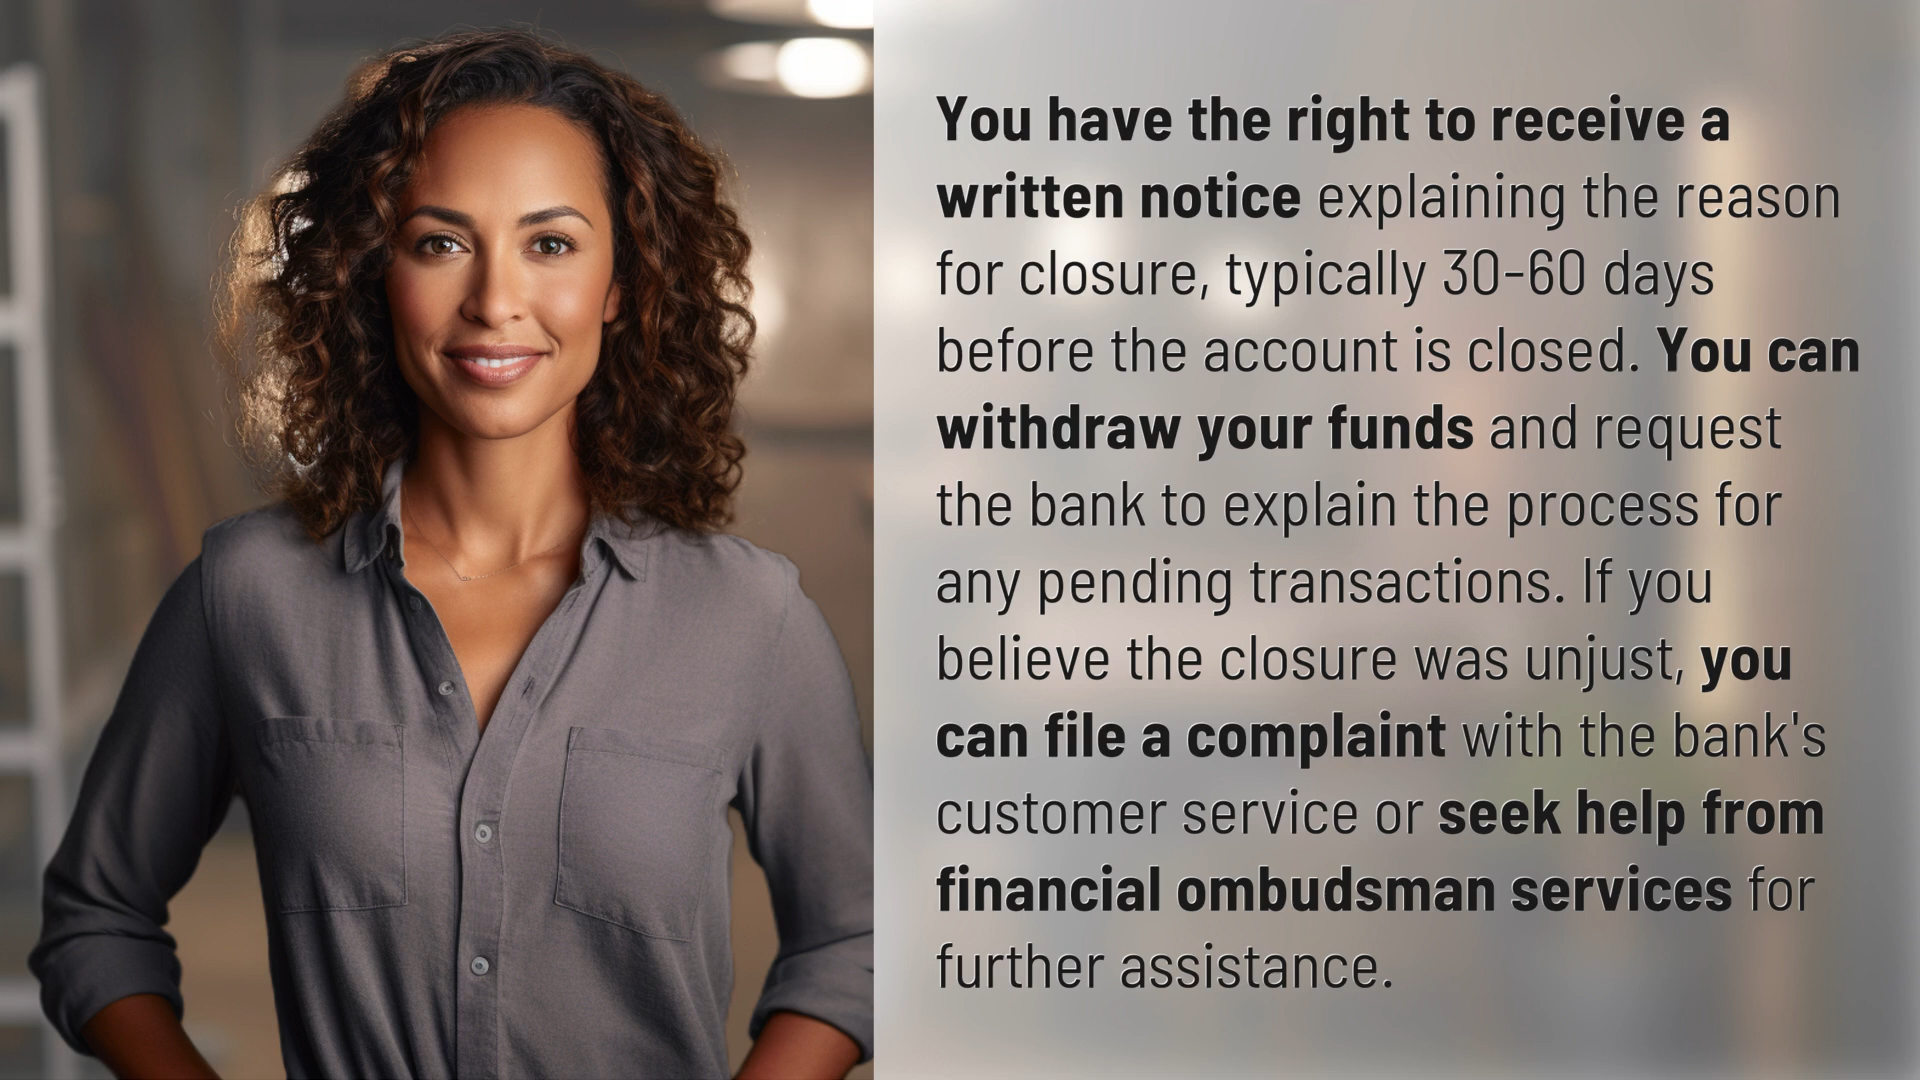 You have the right to receive a
written notice explaining the reason
for closure, typically 30-60 days
before the account is closed. You can
withdraw your funds and request
the bank to explain the process for
any pending transactions. If you
believe the closure was unjust, you
can file a complaint with the bank's
customer service or seek help from
financial ombudsman services for
further assistance.